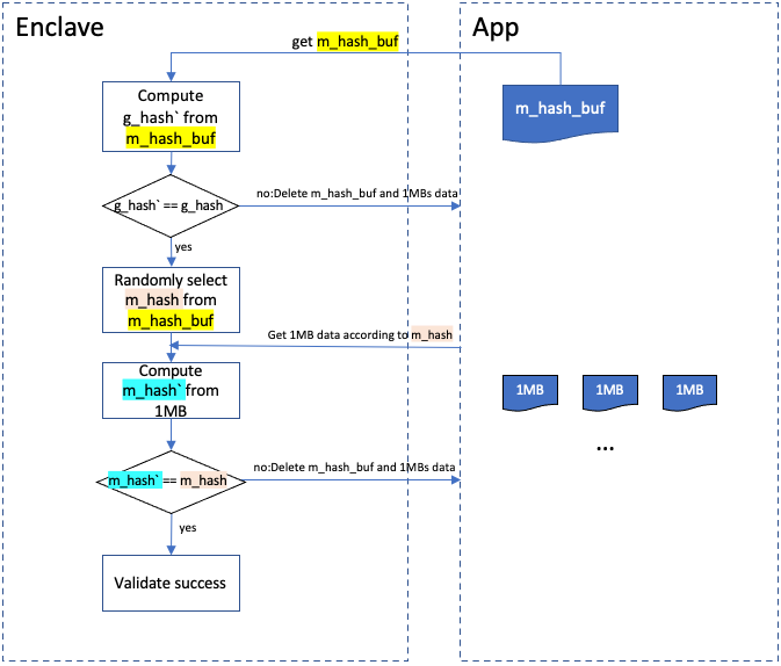 Enclave
App
get m_hash_buf
m_hash_buf
Compute
g_hash` from
m_hash_buf
g_hash` == g_hash
no:Delete m_hash_buf and 1MBs data
yes
Randomly select
m_hash from
m_hash_buf
Get 1MB data according to m_hash
Compute
m_hash` from
1MB
1MB
1MB
1MB
...
m_hash` == m_hash
no:Delete m_hash_buf and 1MBs data
yes
Validate success